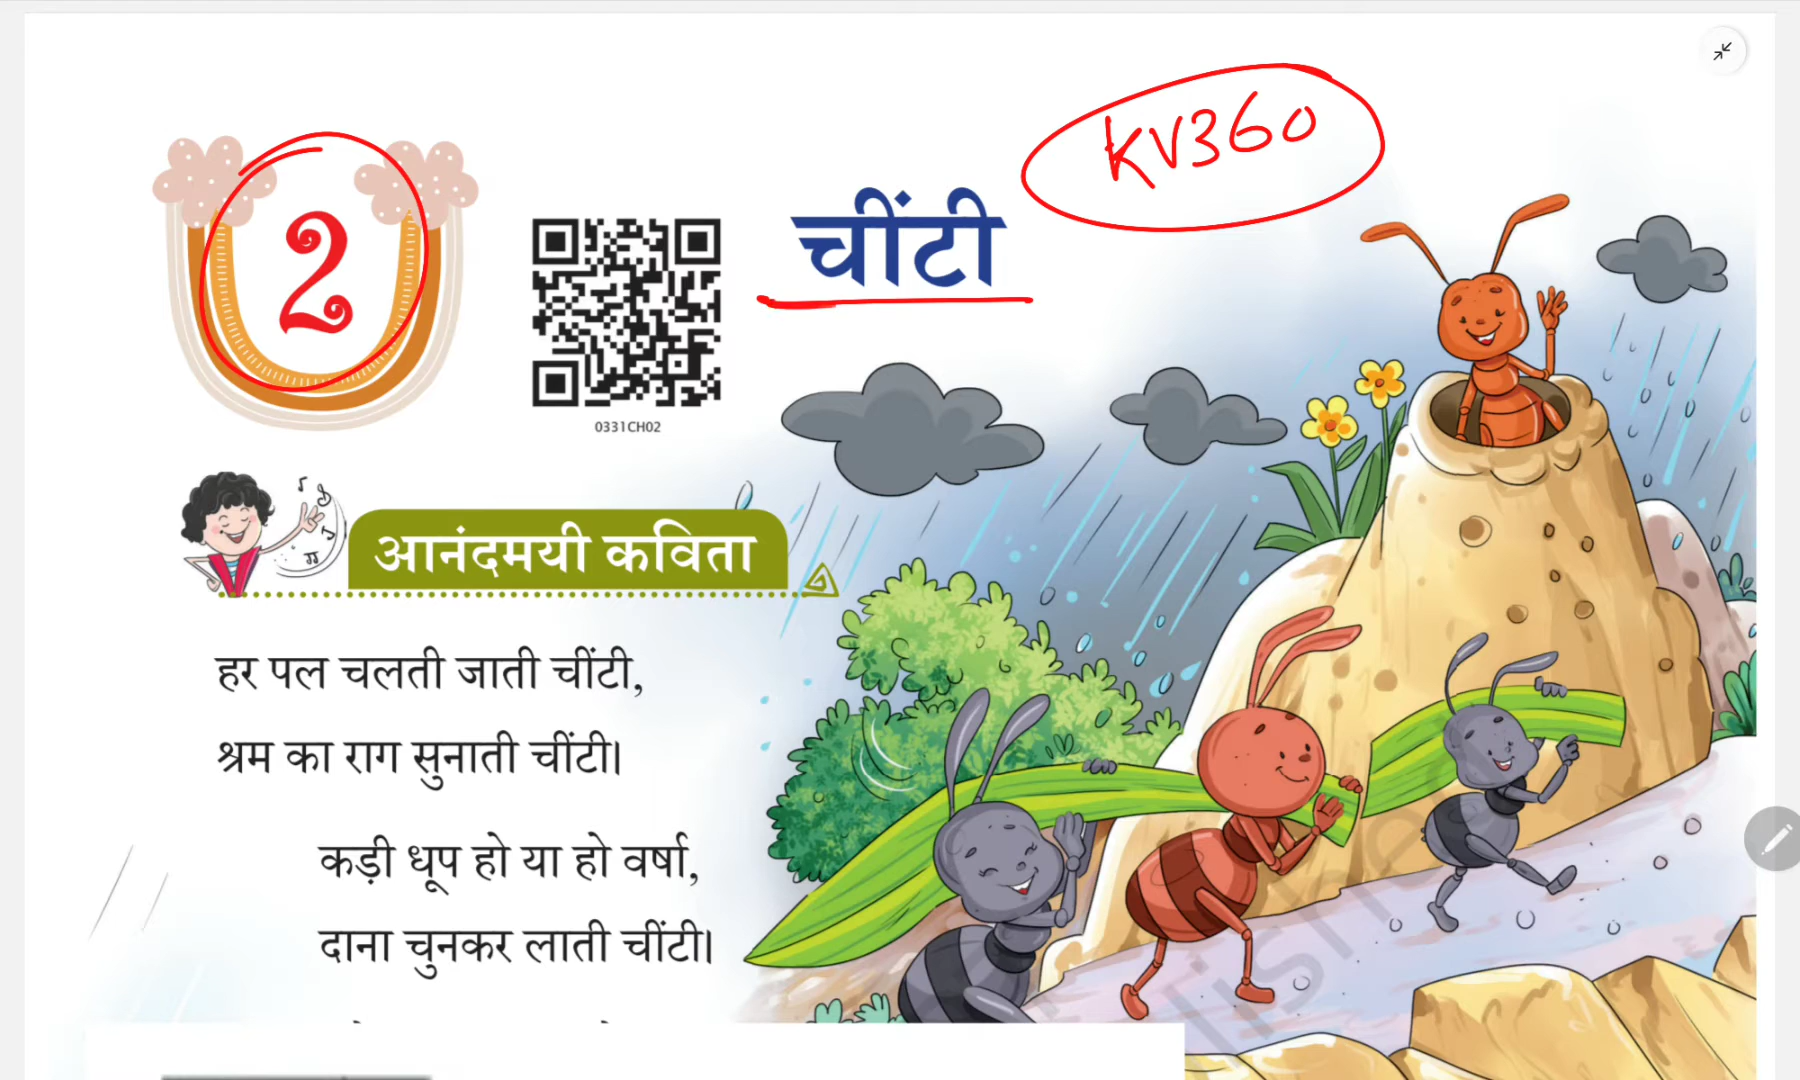 KV360
2
चींटी
0331CH02
आनंदमयी कविता
हर पल चलती जाती चींटी,
श्रम का राग सुनाती चींटी।
कड़ी धूप हो या हो वर्षा,
दाना चुनकर लाती चींटी।